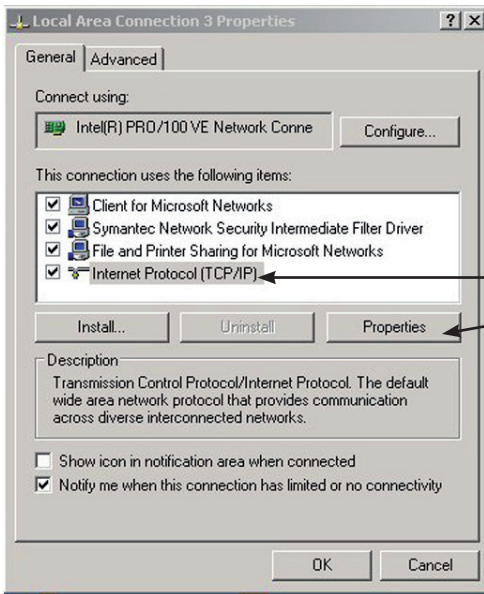 Local Area Connection 3 Properties
General Advanced
Connect using:
Intel(R) PRO/100 VE Network Conne Configure...
This connection uses the following items:
Client for Microsoft Networks
Symantec Network Security Intermediate Filter Driver
File and Printer Sharing for Microsoft Networks
Internet Protocol (TCP/IP)
Install... Uninstall Properties
Description
Transmission Control Protocol/Internet Protocol. The default
wide area network protocol that provides communication
across diverse interconnected networks.
Show icon in notification area when connected
Notify me when this connection has limited or no connectivity
OK Cancel